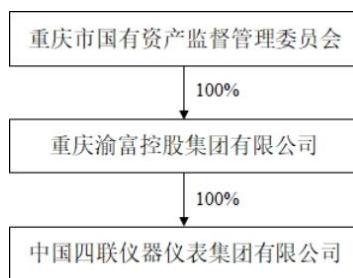 重庆市国有资产监督管理委员会
100%
重庆渝富控股集团有限公司
100%
中国四联仪器仪表集团有限公司